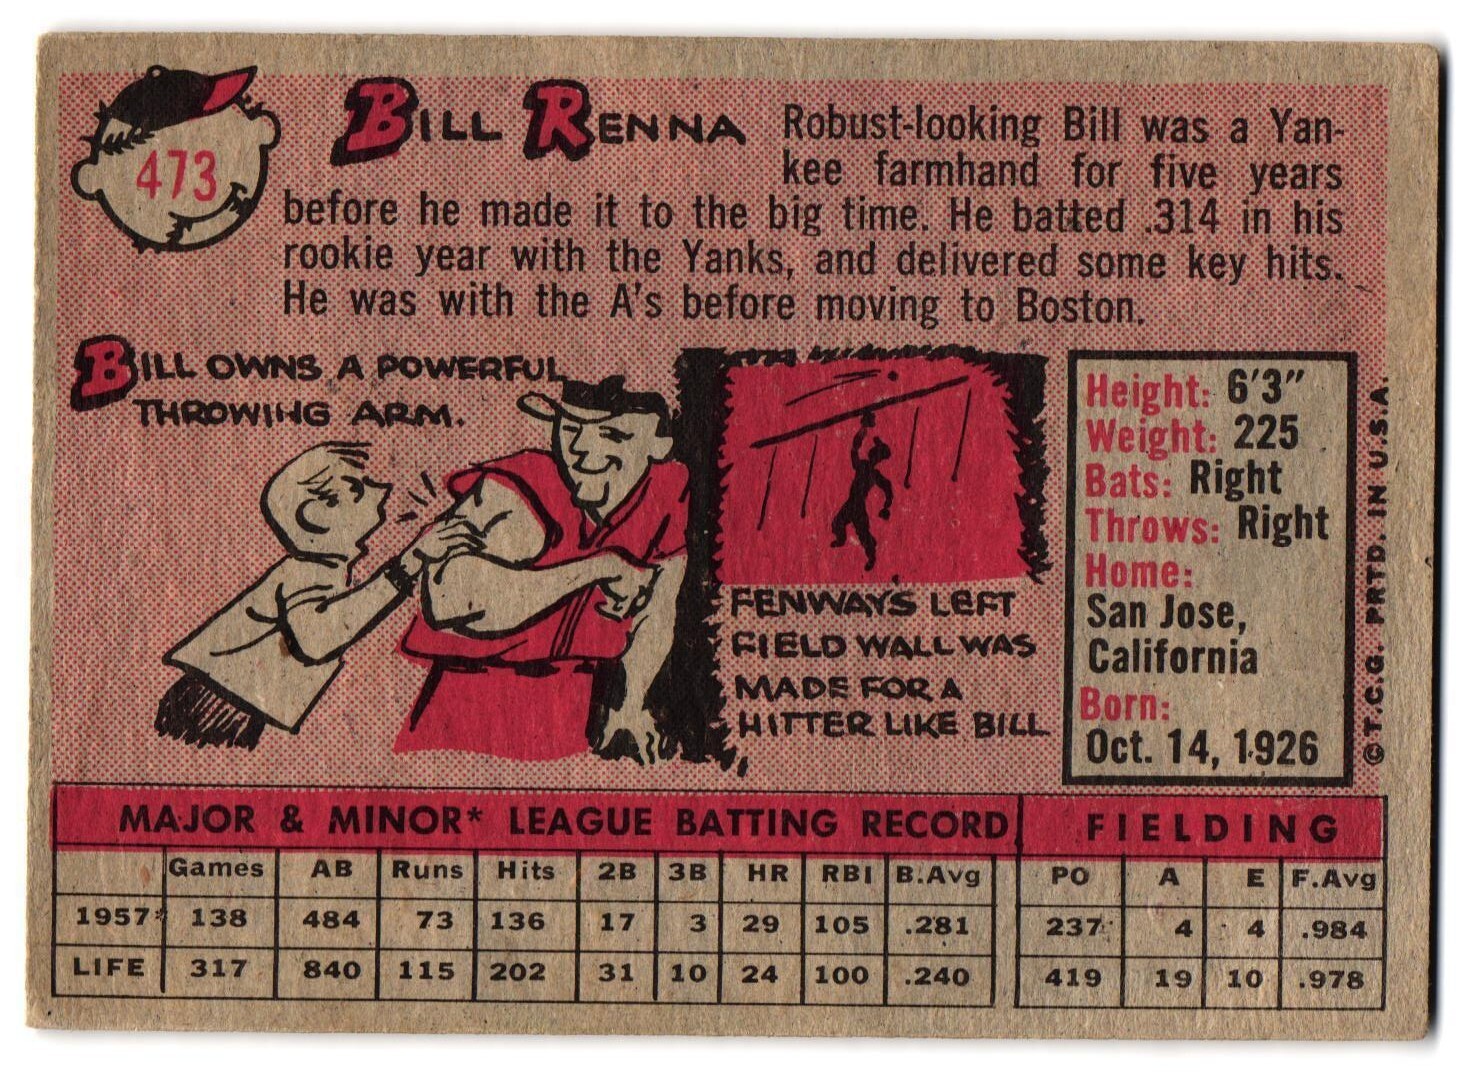 473
BILL RENNA
Robust-looking Bill was a Yan-
kee farmhand for five years
before he made it to the big time. He batted .314 in his
rookie year with the Yanks, and delivered some key hits.
He was with the A's before moving to Boston.
BILL OWNS A POWERFUL
THROWING ARM.
FENWAY'S LEFT
FIELD WALL WAS
MADE FOR A
HITTER LIKE BILL
Height: 6'3"
Weight: 225
Bats: Right
Throws: Right
Home:
San Jose,
California
Born:
Oct. 14, 1926
© T.C.G. PRTD. IN U.S.A.
MAJOR & MINOR* LEAGUE BATTING RECORD FIELDING
Games AB Runs Hits 2B 3B HR RBI B.Avg PO A E F.Avg
1957* 138 484 73 136 17 3 29 105 .281 237 4 4 .984
LIFE 317 840 115 202 31 10 24 100 .240 419 19 10 .978